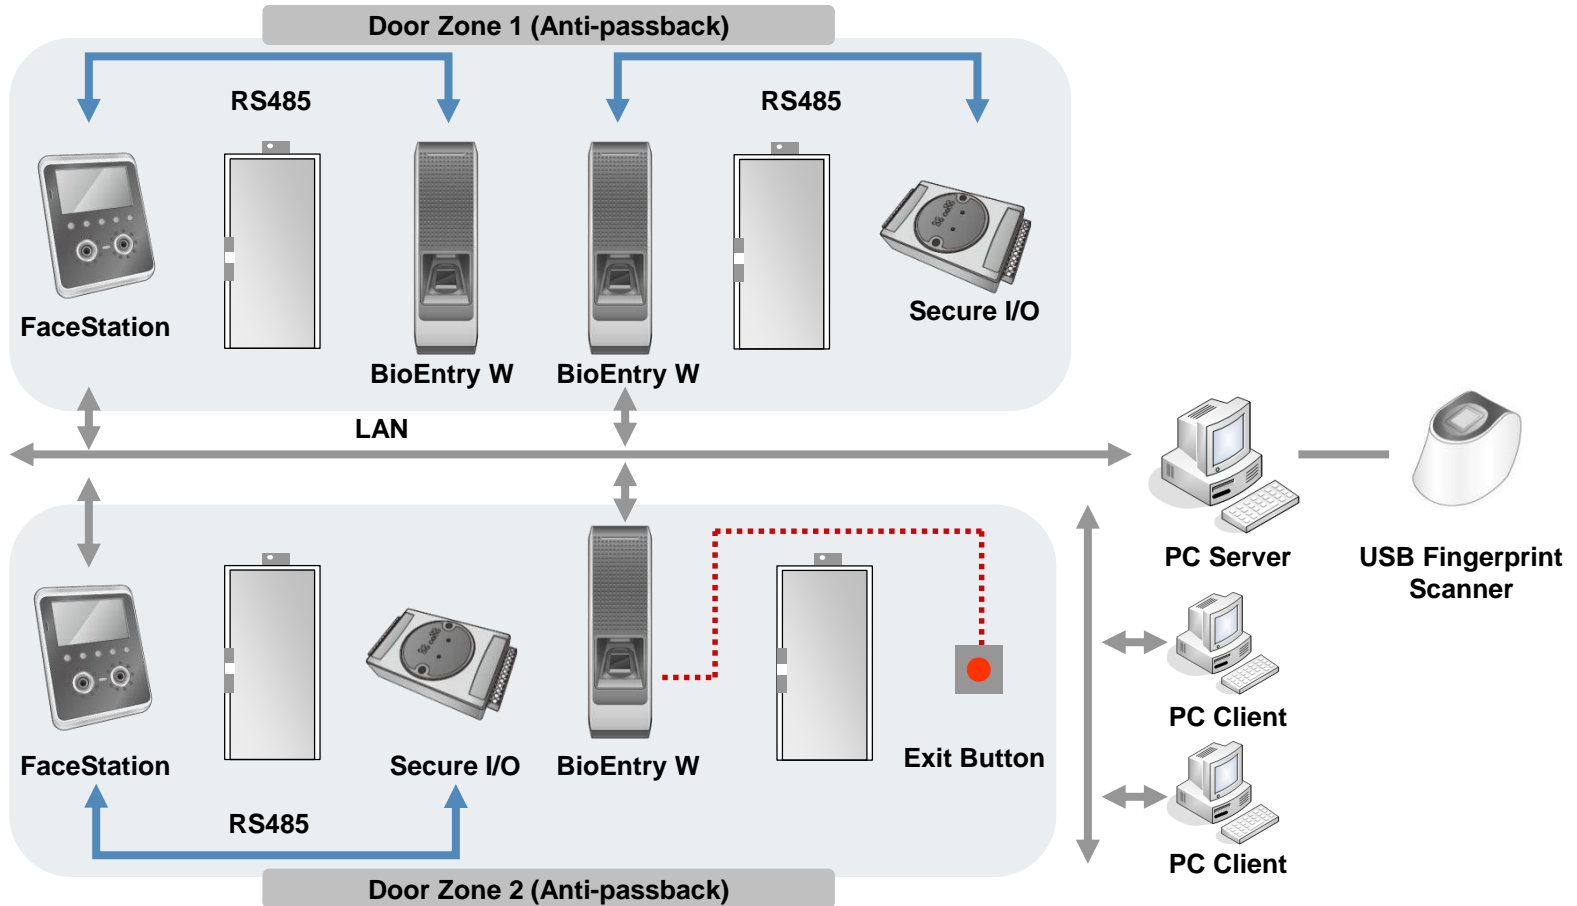 Door Zone 1 (Anti-passback)
RS485
RS485
FaceStation
BioEntry W
BioEntry W
Secure I/O
LAN
PC Server
USB Fingerprint
Scanner
PC Client
FaceStation
Secure I/O
BioEntry W
Exit Button
RS485
PC Client
Door Zone 2 (Anti-passback)